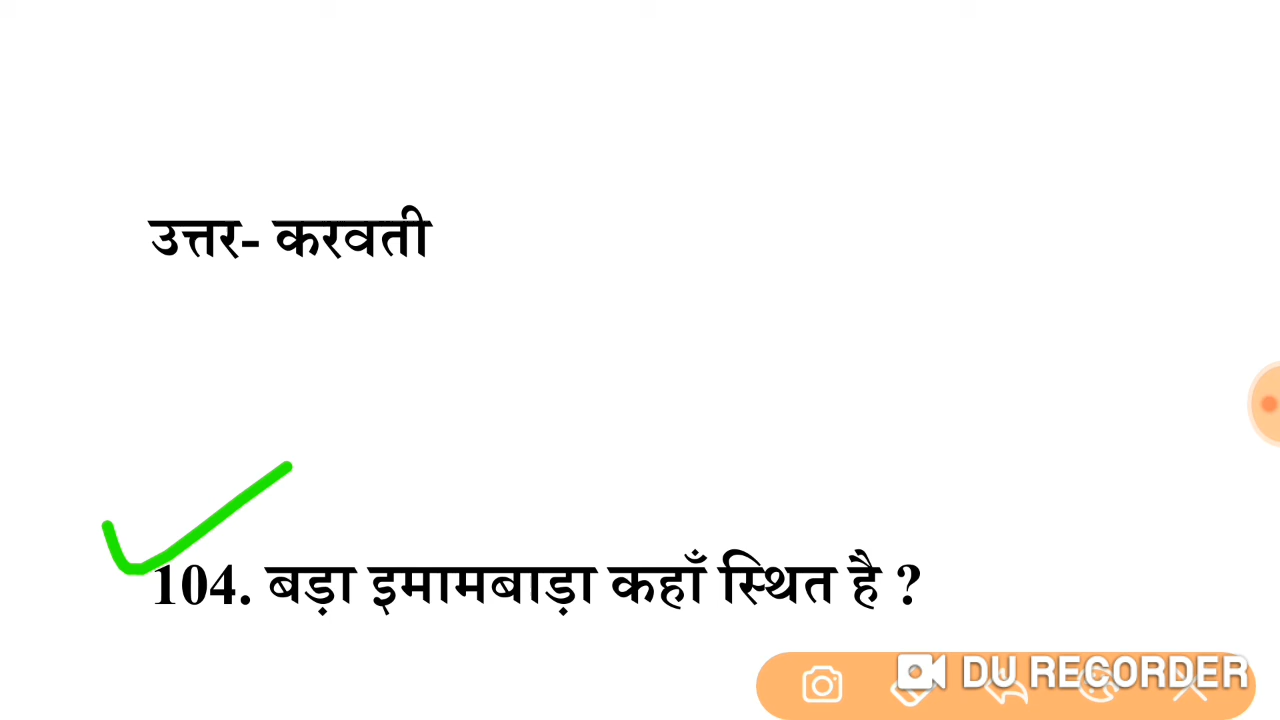 उत्तर- करवती
104. बड़ा इमामबाड़ा कहाँ स्थित है ?
DU RECORDER